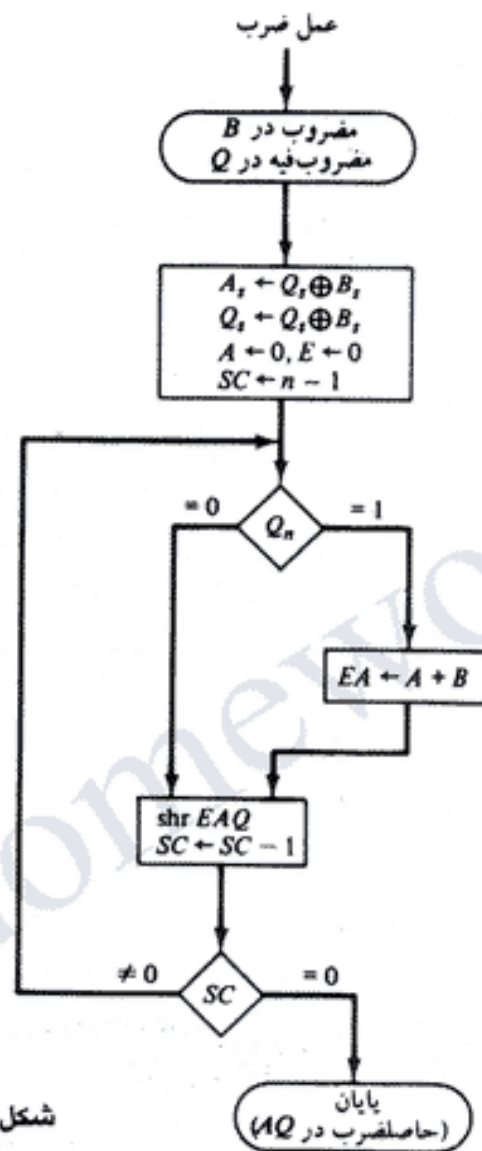 عمل ضرب
مضروب در B
مضروب‌فیه در Q
A_s ← Q_s ⊕ B_s
Q_s ← Q_s ⊕ B_s
A ← 0, E ← 0
SC ← n − 1
= 0
Q_n
= 1
EA ← A + B
shr EAQ
SC ← SC − 1
≠ 0
SC
= 0
پایان
(حاصلضرب در AQ)
شکل